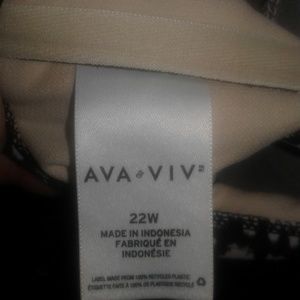 AVA & VIV™
22W
MADE IN INDONESIA
FABRIQUÉ EN
INDONÉSIE
LABEL MADE FROM 100% RECYCLED PLASTIC
ÉTIQUETTE FAITE À 100% DE PLASTIQUE RECYCLÉ